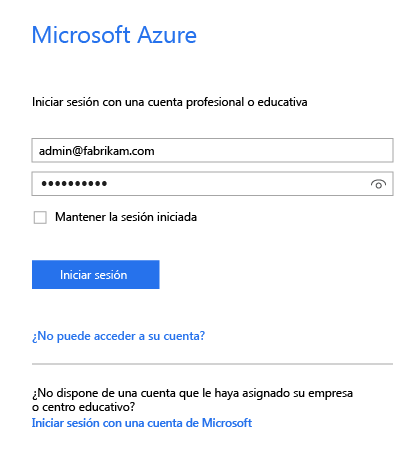 Microsoft Azure
Iniciar sesión con una cuenta profesional o educativa
admin@fabrikam.com
••••••••••
Mantener la sesión iniciada
Iniciar sesión
¿No puede acceder a su cuenta?
¿No dispone de una cuenta que le haya asignado su empresa
o centro educativo?
Iniciar sesión con una cuenta de Microsoft